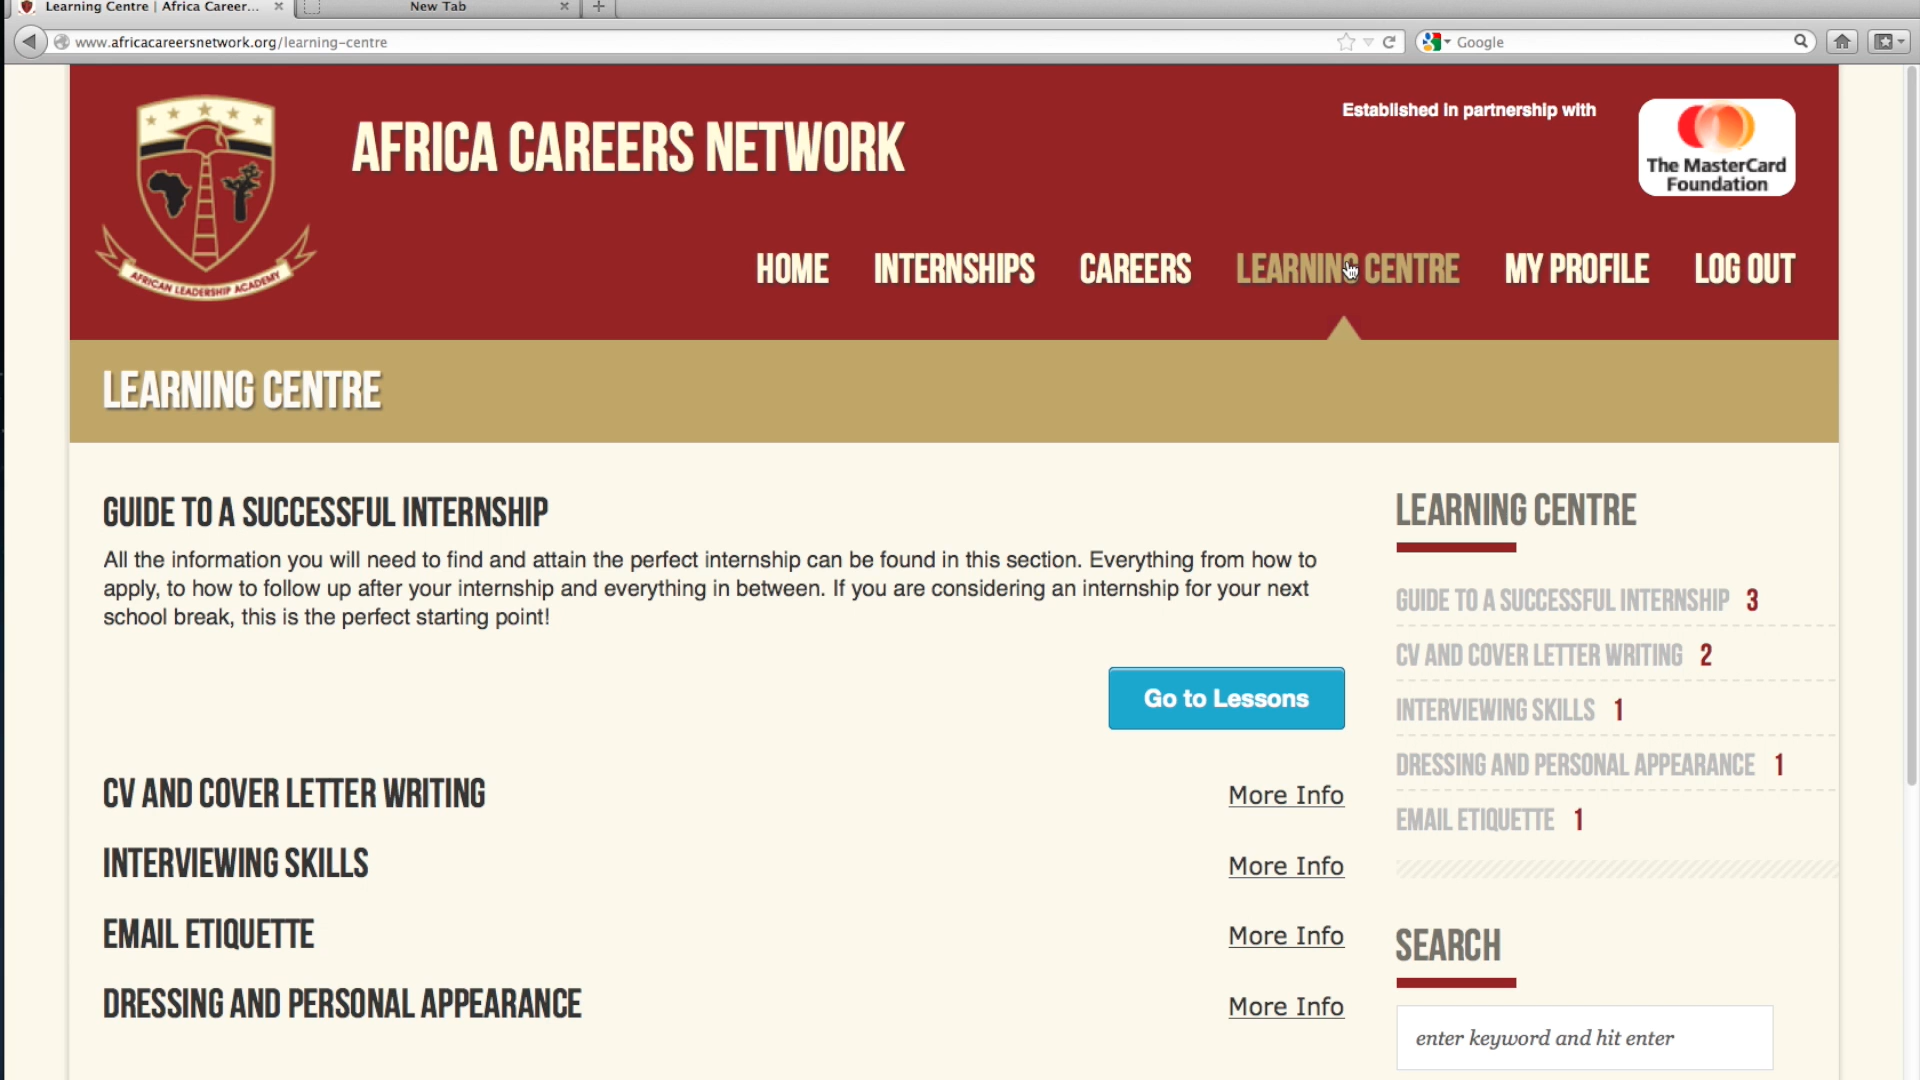 Learning Centre | Africa Career...
New Tab
www.africacareersnetwork.org/learning-centre
Google
AFRICAN LEADERSHIP ACADEMY
AFRICA CAREERS NETWORK
Established in partnership with
The MasterCard
Foundation
HOME INTERNSHIPS CAREERS LEARNING CENTRE MY PROFILE LOG OUT
LEARNING CENTRE
GUIDE TO A SUCCESSFUL INTERNSHIP
All the information you will need to find and attain the perfect internship can be found in this section. Everything from how to
apply, to how to follow up after your internship and everything in between. If you are considering an internship for your next
school break, this is the perfect starting point!
Go to Lessons
CV AND COVER LETTER WRITING More Info
INTERVIEWING SKILLS More Info
EMAIL ETIQUETTE More Info
DRESSING AND PERSONAL APPEARANCE More Info
LEARNING CENTRE
GUIDE TO A SUCCESSFUL INTERNSHIP 3
CV AND COVER LETTER WRITING 2
INTERVIEWING SKILLS 1
DRESSING AND PERSONAL APPEARANCE 1
EMAIL ETIQUETTE 1
SEARCH
enter keyword and hit enter